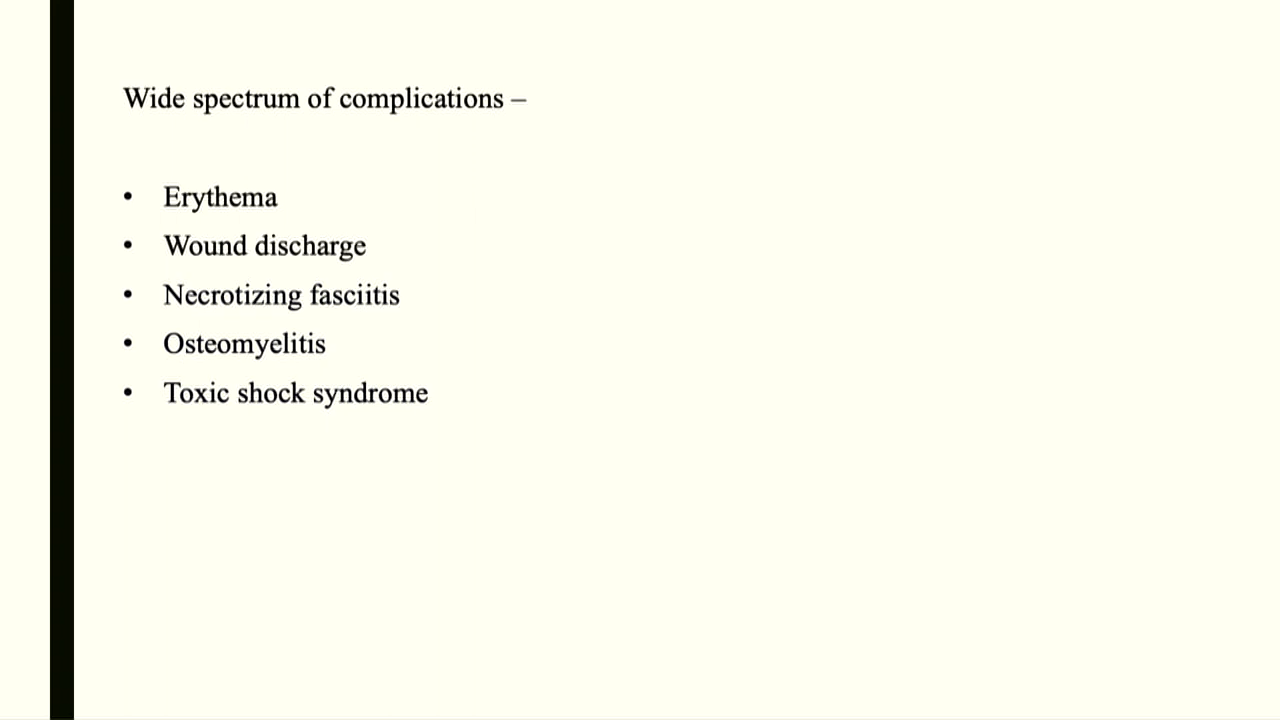 Wide spectrum of complications –
• Erythema
• Wound discharge
• Necrotizing fasciitis
• Osteomyelitis
• Toxic shock syndrome